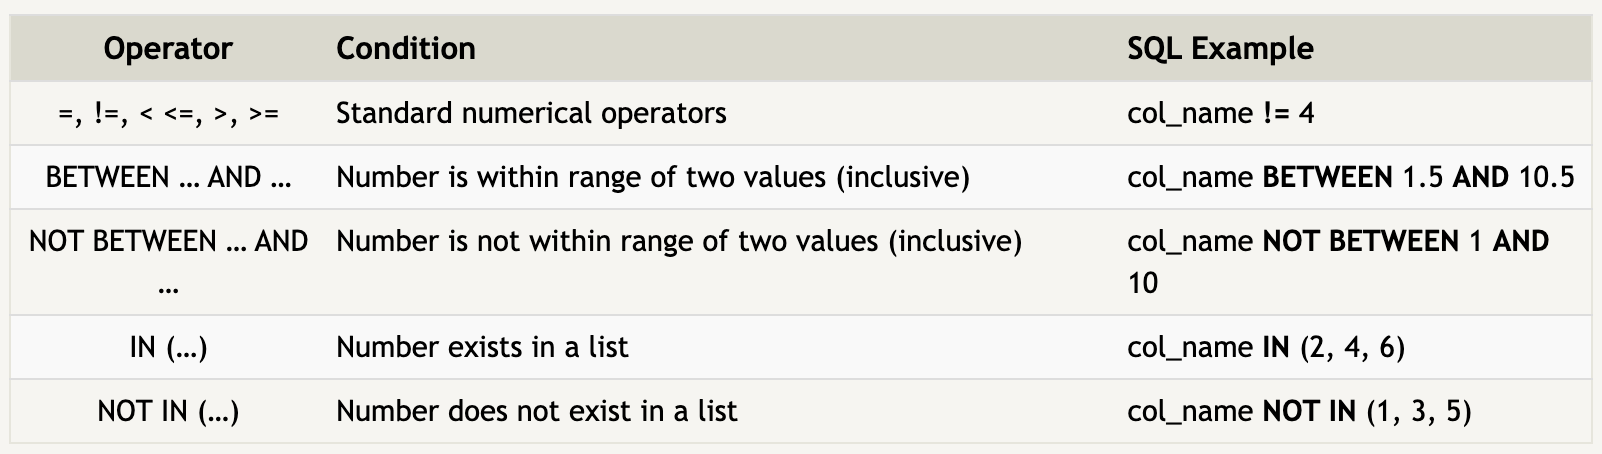 Operator Condition SQL Example
=, !=, < <=, >, >= Standard numerical operators col_name != 4
BETWEEN … AND … Number is within range of two values (inclusive) col_name BETWEEN 1.5 AND 10.5
NOT BETWEEN … AND Number is not within range of two values (inclusive) col_name NOT BETWEEN 1 AND
… 10
IN (…) Number exists in a list col_name IN (2, 4, 6)
NOT IN (…) Number does not exist in a list col_name NOT IN (1, 3, 5)